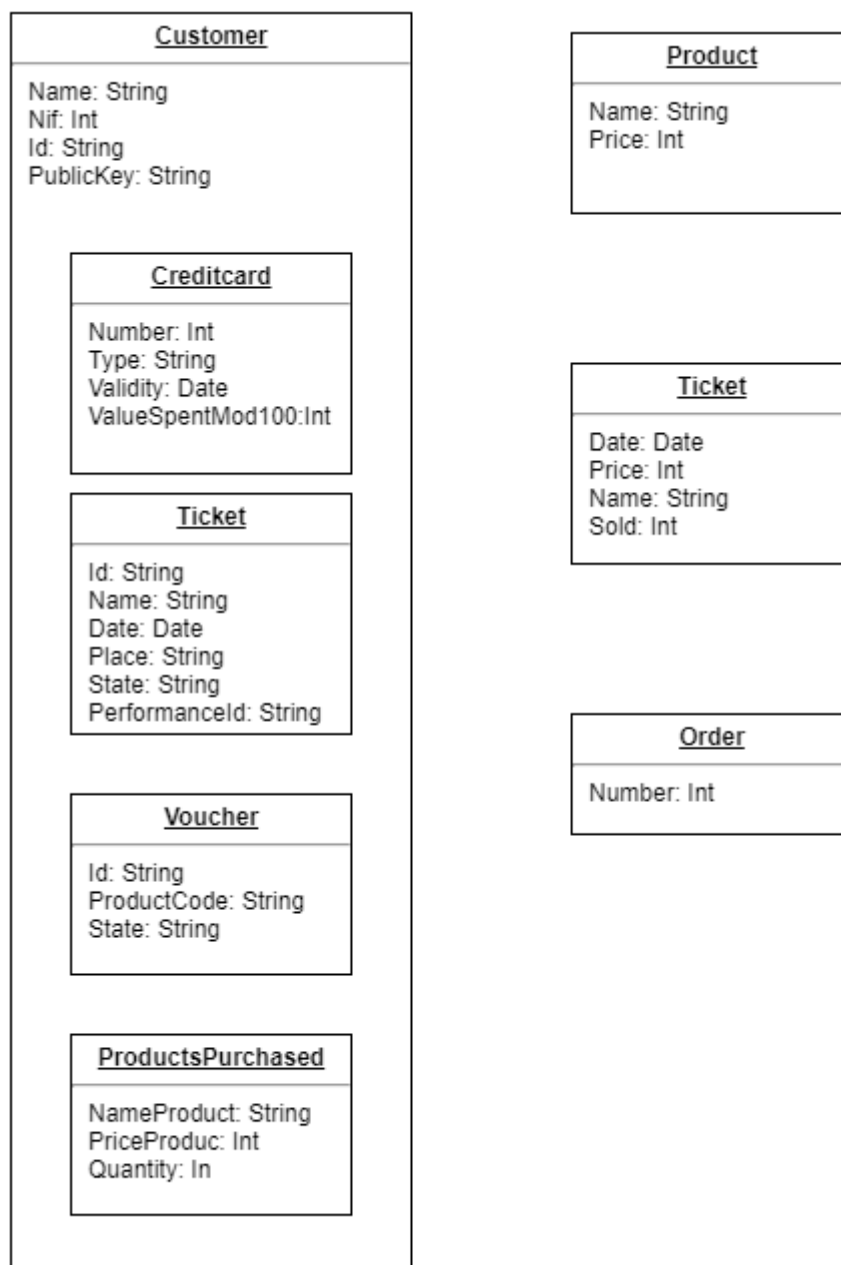 Customer
Name: String
Nif: Int
Id: String
PublicKey: String
Creditcard
Number: Int
Type: String
Validity: Date
ValueSpentMod100:Int
Ticket
Id: String
Name: String
Date: Date
Place: String
State: String
PerformanceId: String
Voucher
Id: String
ProductCode: String
State: String
ProductsPurchased
NameProduct: String
PriceProduc: Int
Quantity: In
Product
Name: String
Price: Int
Ticket
Date: Date
Price: Int
Name: String
Sold: Int
Order
Number: Int